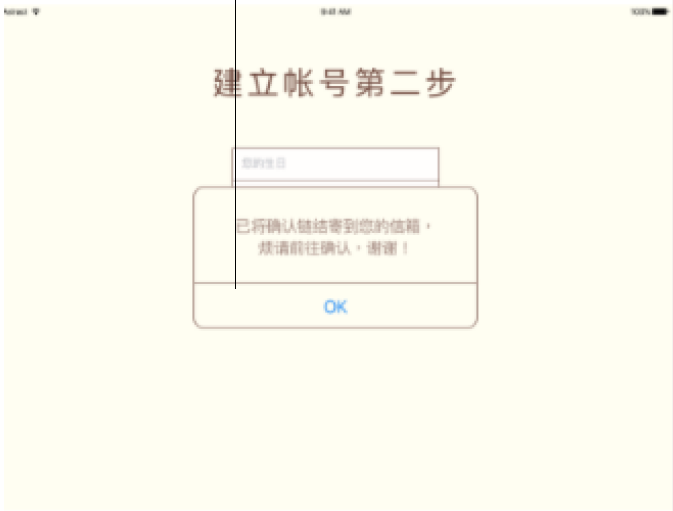 9:41 AM
100%
建立帐号第二步
您的生日
已将确认链结寄到您的信箱，
烦请前往确认，谢谢！
OK